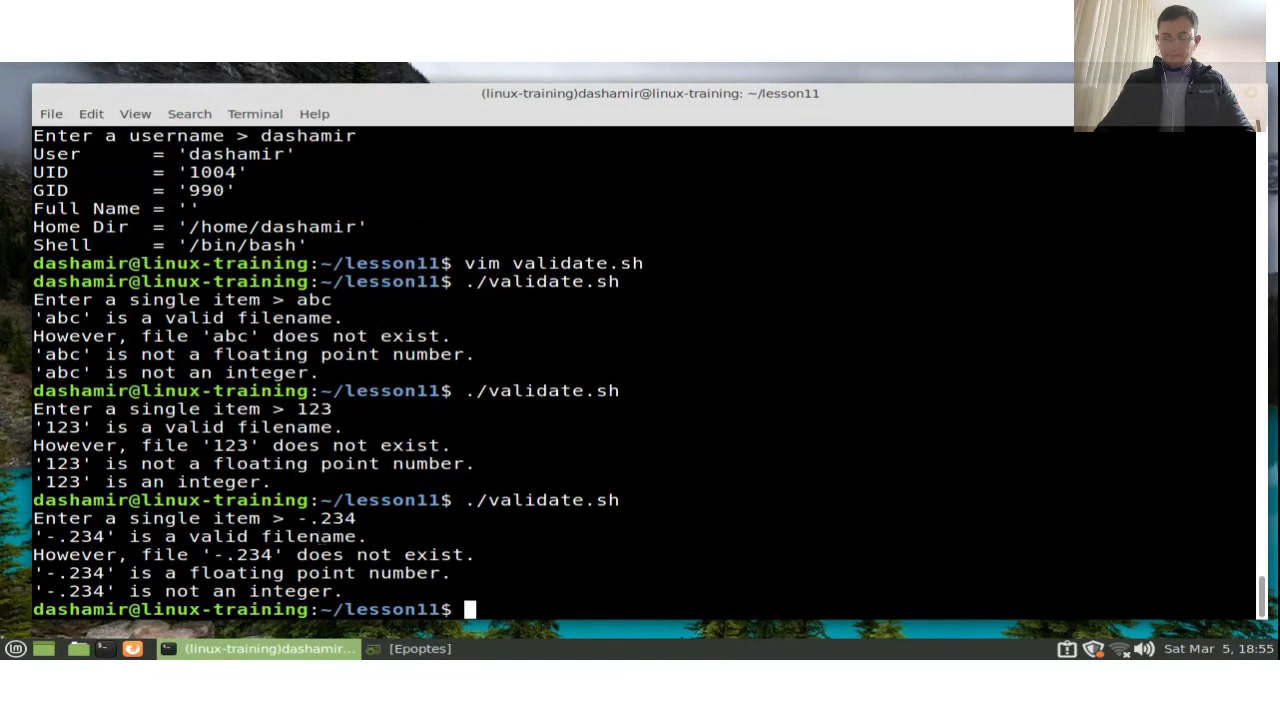 (linux-training)dashamir@linux-training: ~/lesson11
File Edit View Search Terminal Help
Enter a username > dashamir
User      = 'dashamir'
UID       = '1004'
GID       = '990'
Full Name = ''
Home Dir  = '/home/dashamir'
Shell     = '/bin/bash'
dashamir@linux-training:~/lesson11$ vim validate.sh
dashamir@linux-training:~/lesson11$ ./validate.sh
Enter a single item > abc
'abc' is a valid filename.
However, file 'abc' does not exist.
'abc' is not a floating point number.
'abc' is not an integer.
dashamir@linux-training:~/lesson11$ ./validate.sh
Enter a single item > 123
'123' is a valid filename.
However, file '123' does not exist.
'123' is not a floating point number.
'123' is an integer.
dashamir@linux-training:~/lesson11$ ./validate.sh
Enter a single item > -.234
'-.234' is a valid filename.
However, file '-.234' does not exist.
'-.234' is a floating point number.
'-.234' is not an integer.
dashamir@linux-training:~/lesson11$
(linux-training)dashamir... [Epoptes] Sat Mar 5, 18:55